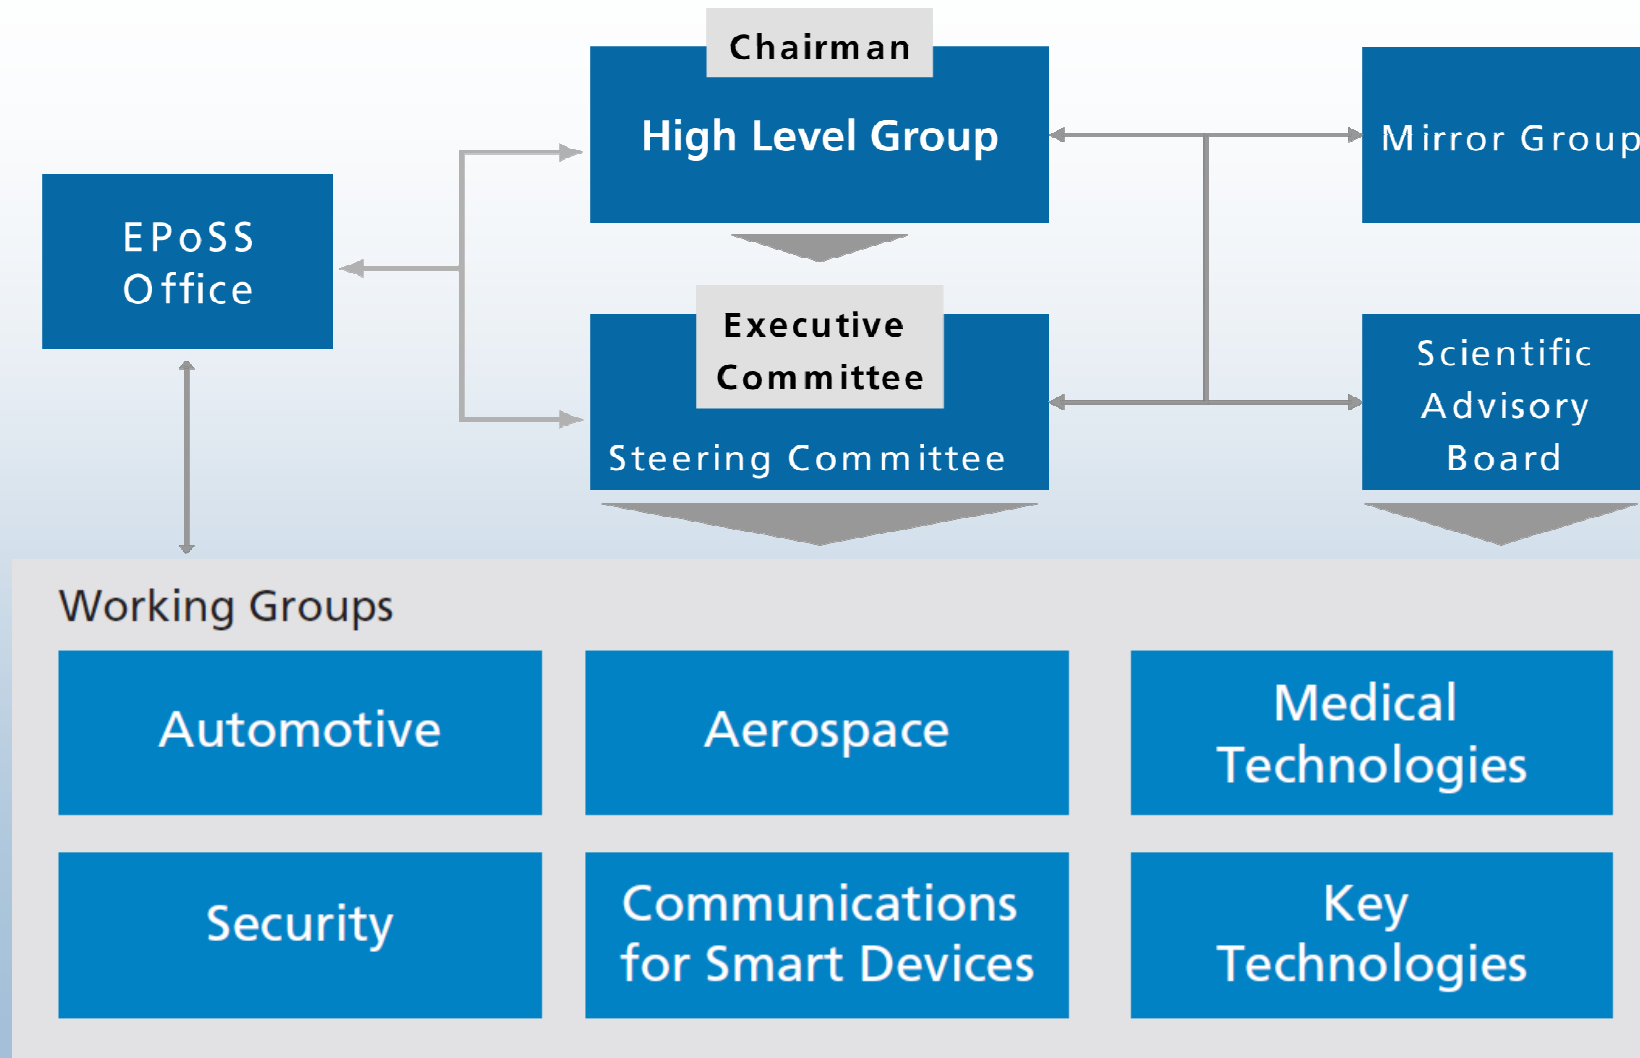 Chairman
High Level Group
Mirror Group
EPoSS
Office
Executive
Committee
Steering Committee
Scientific
Advisory
Board
Working Groups
Automotive
Aerospace
Medical
Technologies
Security
Communications
for Smart Devices
Key
Technologies